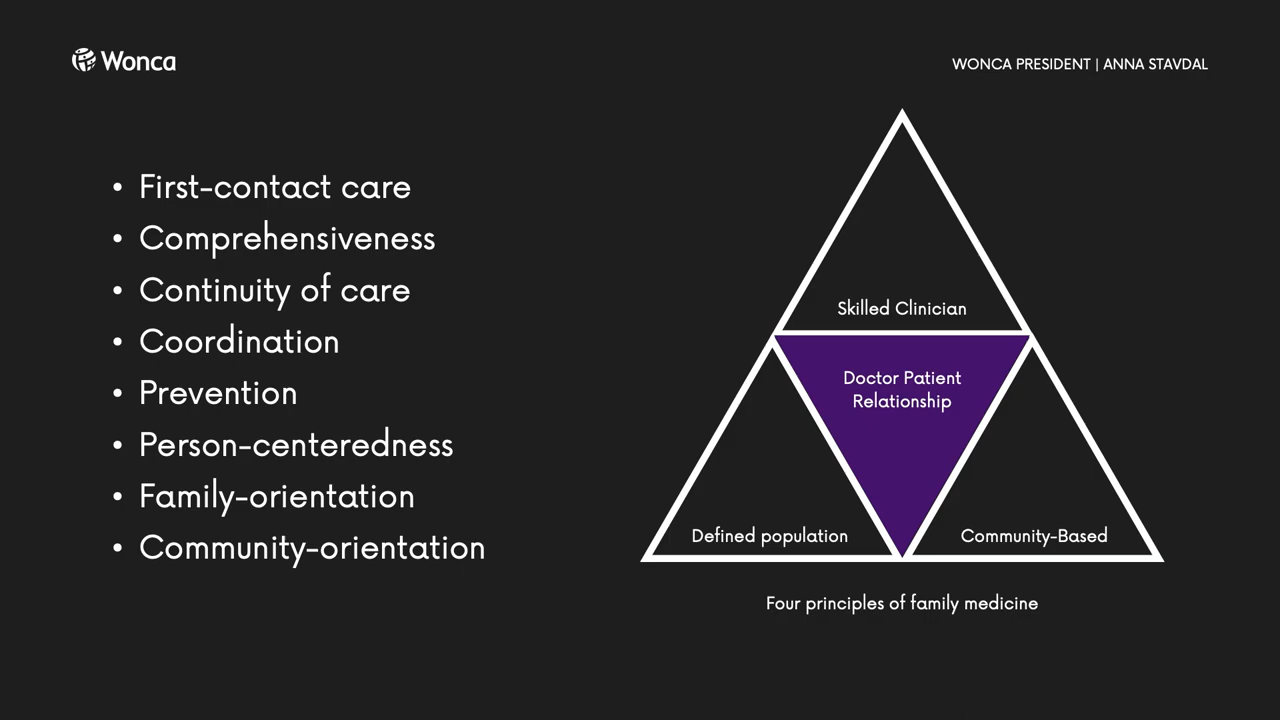 Wonca
WONCA PRESIDENT | ANNA STAVDAL
• First-contact care
• Comprehensiveness
• Continuity of care
• Coordination
• Prevention
• Person-centeredness
• Family-orientation
• Community-orientation
Skilled Clinician
Doctor Patient
Relationship
Defined population
Community-Based
Four principles of family medicine